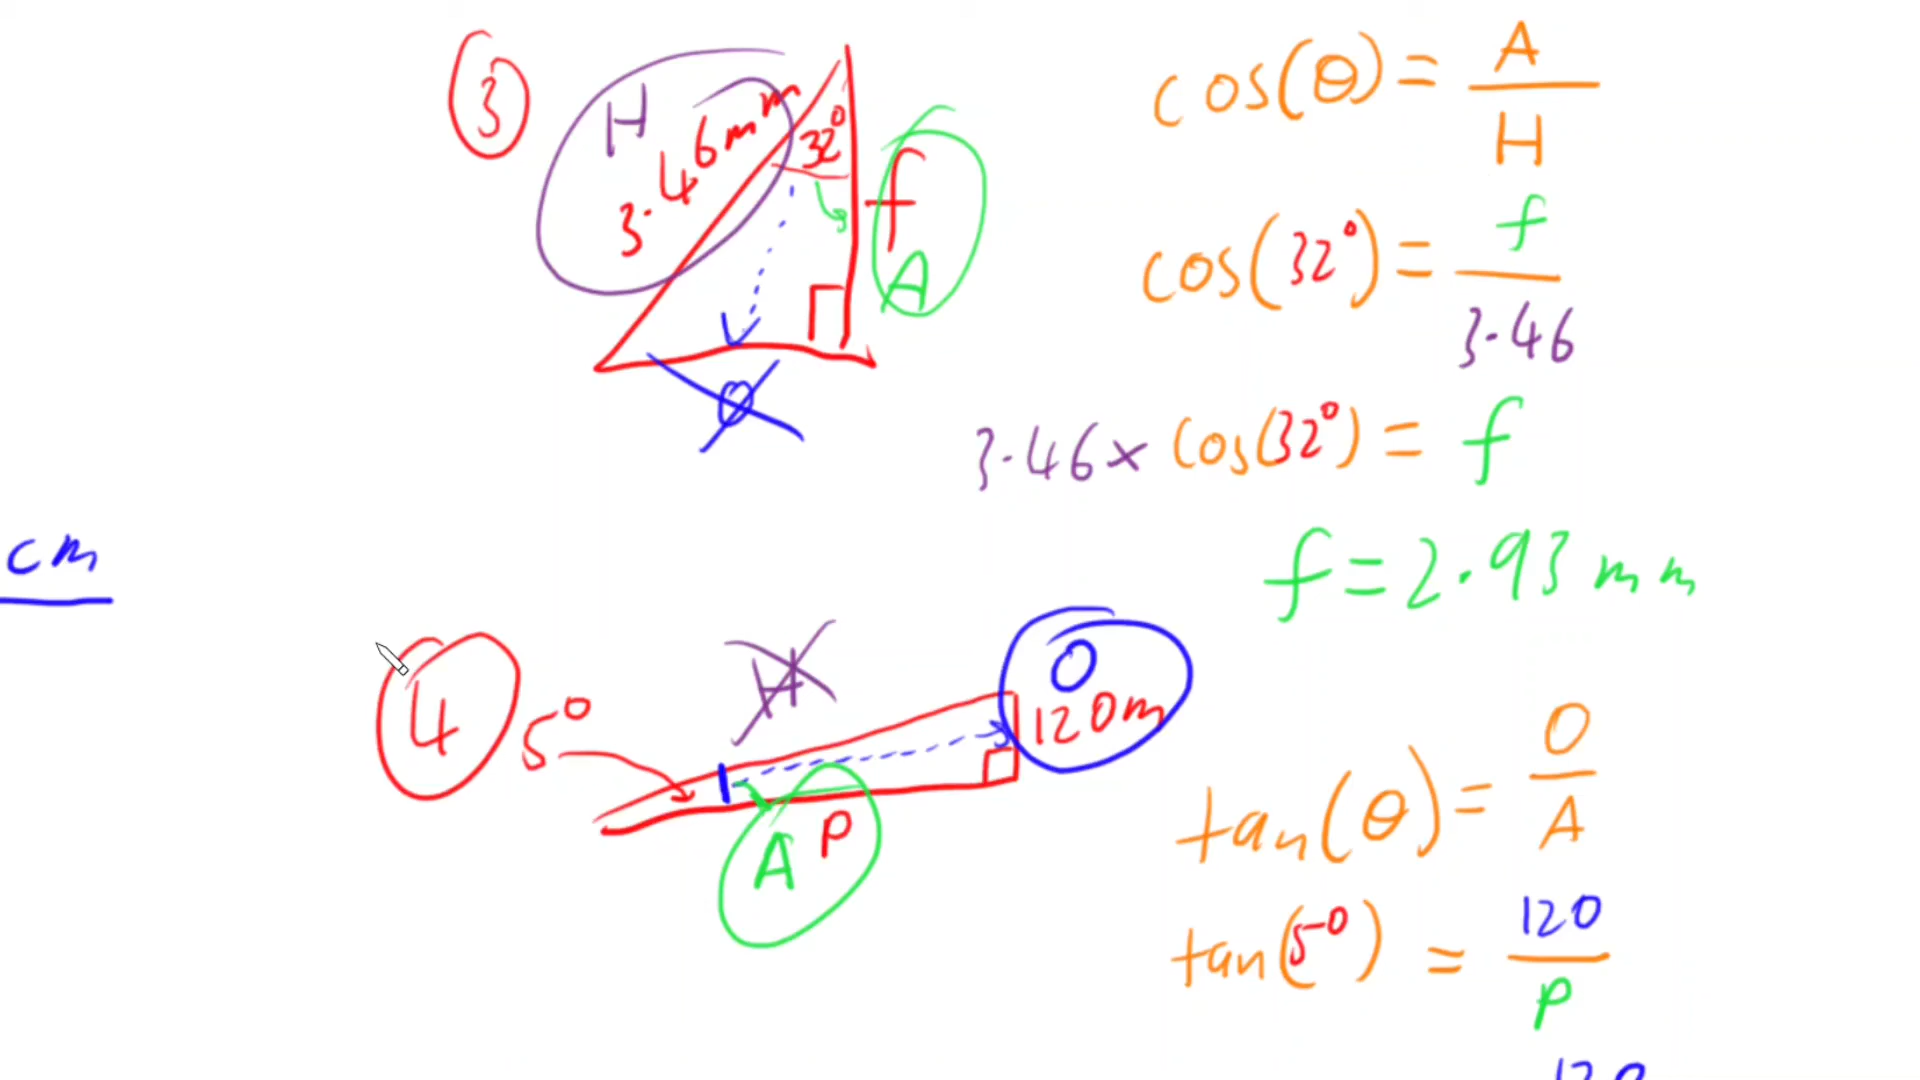 3
H
3.46mm
32°
f
A
O
cos(θ) = A/H
cos(32°) = f/3.46
3.46 × cos(32°) = f
f = 2.93 mm
cm
4
5°
H
O
120m
A P
tan(θ) = O/A
tan(5°) = 120/P
120